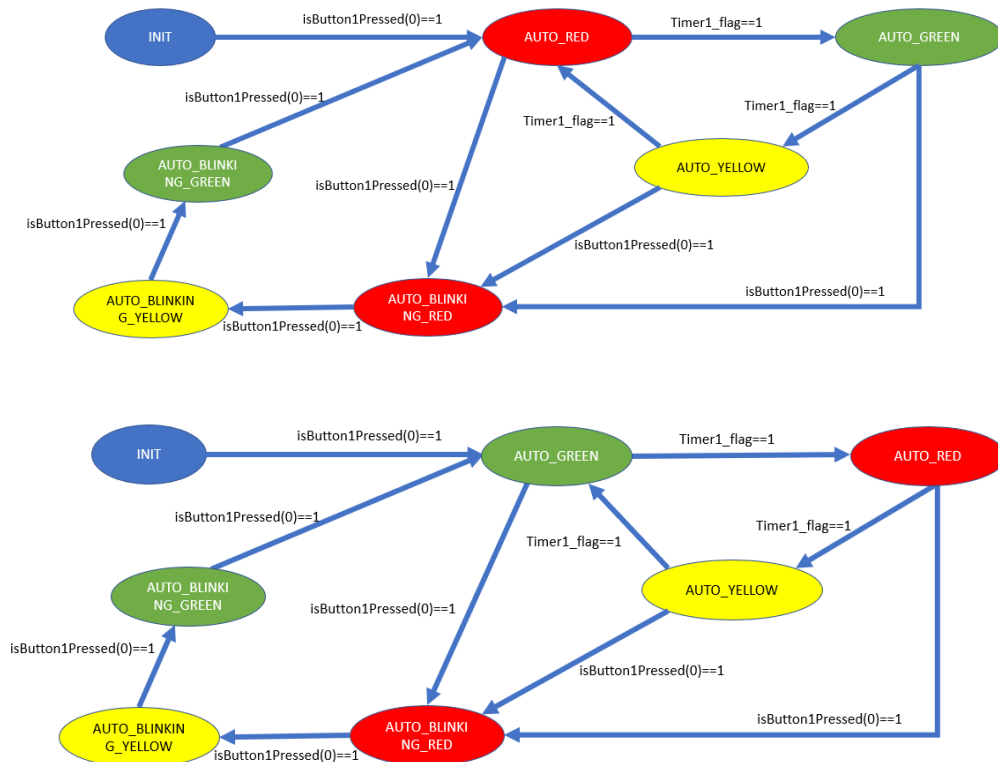 isButton1Pressed(0)==1
Timer1_flag==1
INIT
AUTO_RED
AUTO_GREEN
isButton1Pressed(0)==1
Timer1_flag==1
Timer1_flag==1
AUTO_BLINKI
NG_GREEN
AUTO_YELLOW
isButton1Pressed(0)==1
isButton1Pressed(0)==1
isButton1Pressed(0)==1
AUTO_BLINKIN
G_YELLOW
AUTO_BLINKI
NG_RED
isButton1Pressed(0)==1
isButton1Pressed(0)==1
isButton1Pressed(0)==1
Timer1_flag==1
INIT
AUTO_GREEN
AUTO_RED
isButton1Pressed(0)==1
Timer1_flag==1
Timer1_flag==1
AUTO_BLINKI
NG_GREEN
AUTO_YELLOW
isButton1Pressed(0)==1
isButton1Pressed(0)==1
isButton1Pressed(0)==1
AUTO_BLINKIN
G_YELLOW
AUTO_BLINKI
NG_RED
isButton1Pressed(0)==1
isButton1Pressed(0)==1